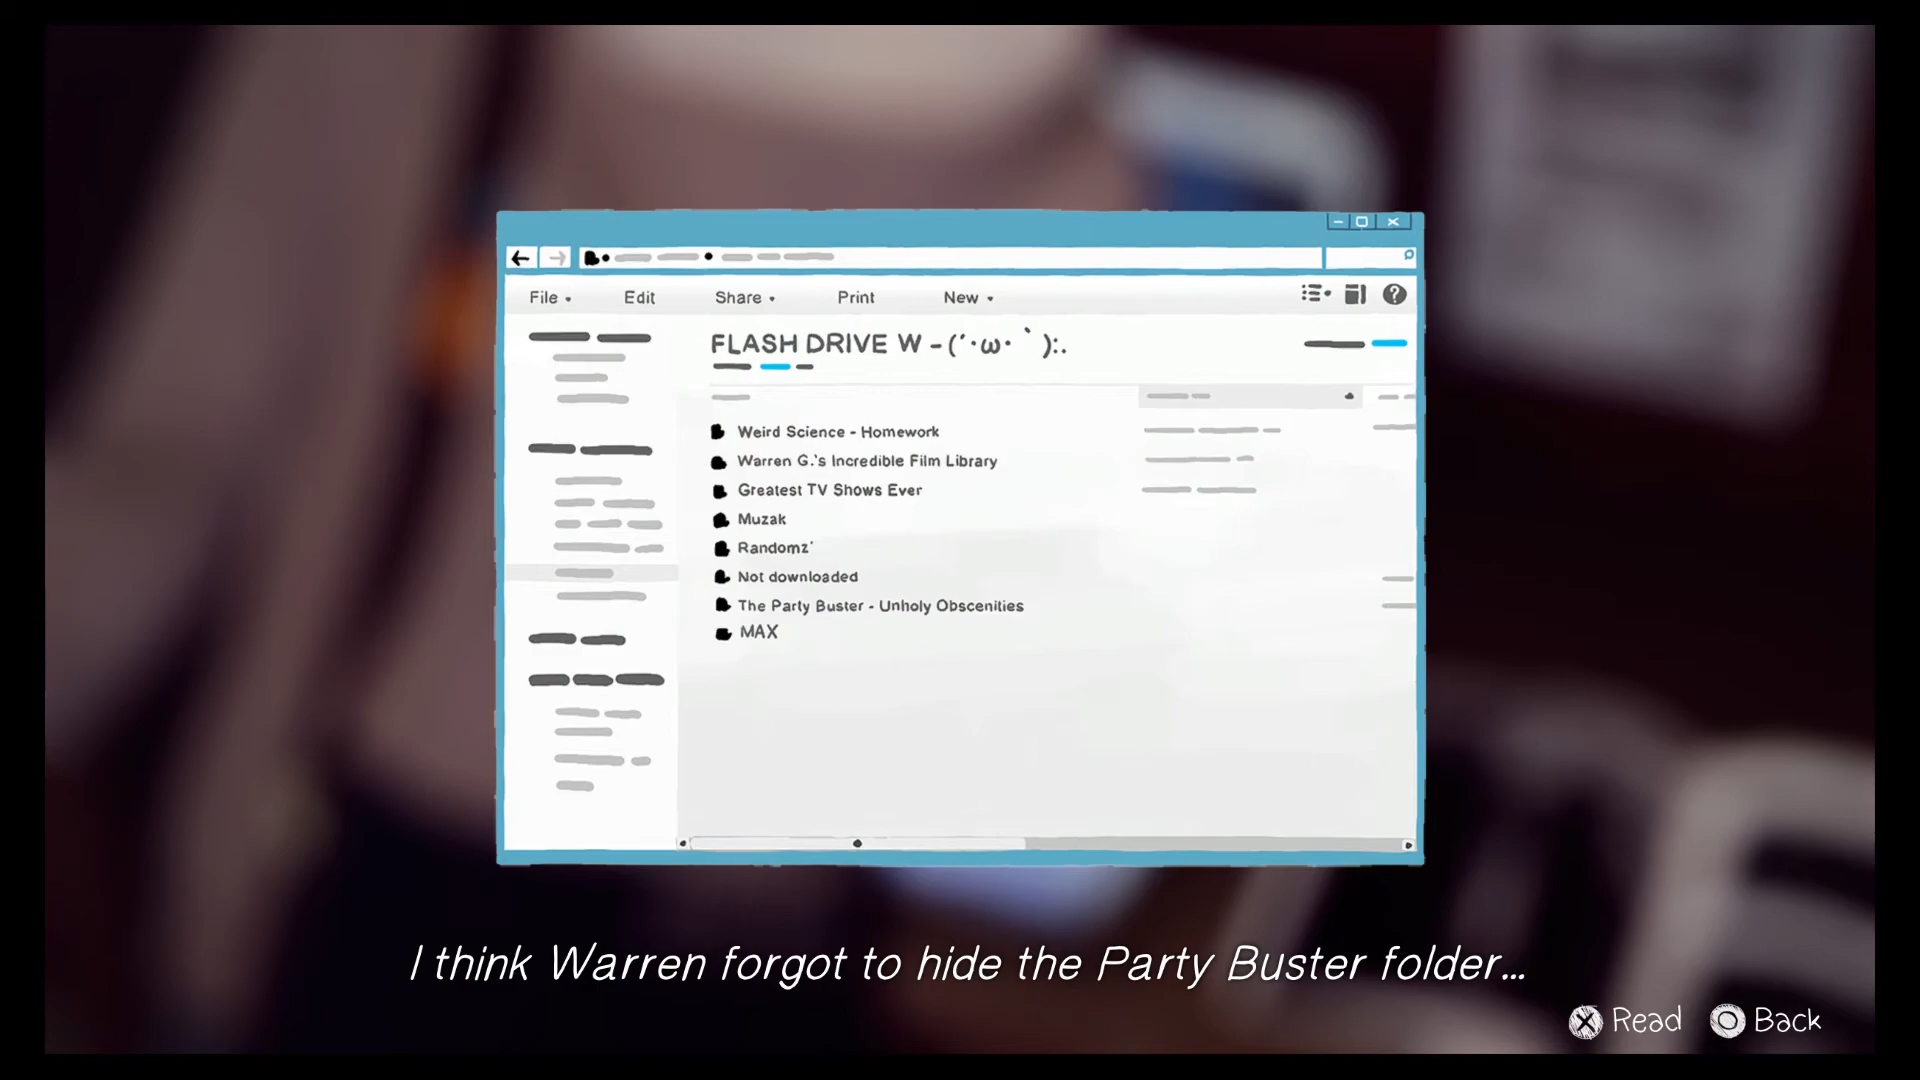 File
Edit
Share
Print
New
FLASH DRIVE W - (´･ω･｀):.
Weird Science - Homework
Warren G.'s Incredible Film Library
Greatest TV Shows Ever
Muzak
Randomz'
Not downloaded
The Party Buster - Unholy Obscenities
MAX
I think Warren forgot to hide the Party Buster folder...
Read
Back